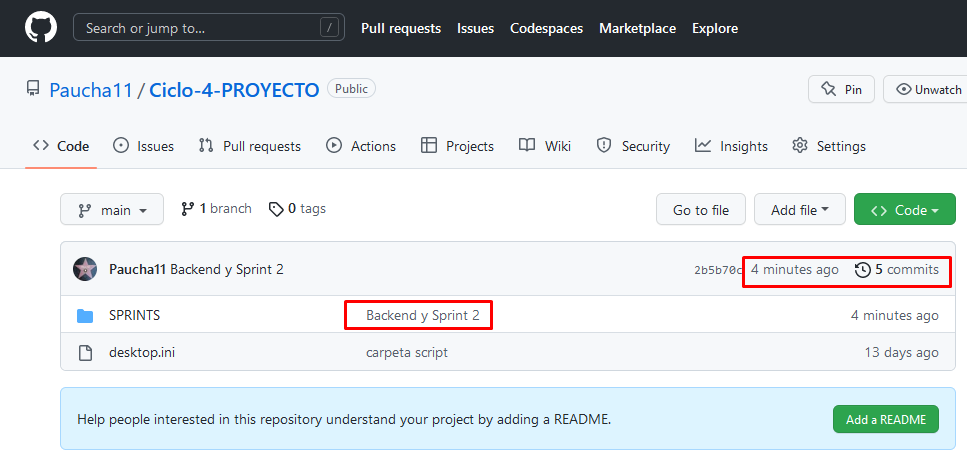 Search or jump to... / Pull requests Issues Codespaces Marketplace Explore
Paucha11 / Ciclo-4-PROYECTO Public Pin Unwatch
Code Issues Pull requests Actions Projects Wiki Security Insights Settings
main 1 branch 0 tags Go to file Add file Code
Paucha11 Backend y Sprint 2 2b5b70c 4 minutes ago 5 commits
SPRINTS Backend y Sprint 2 4 minutes ago
desktop.ini carpeta script 13 days ago
Help people interested in this repository understand your project by adding a README. Add a README